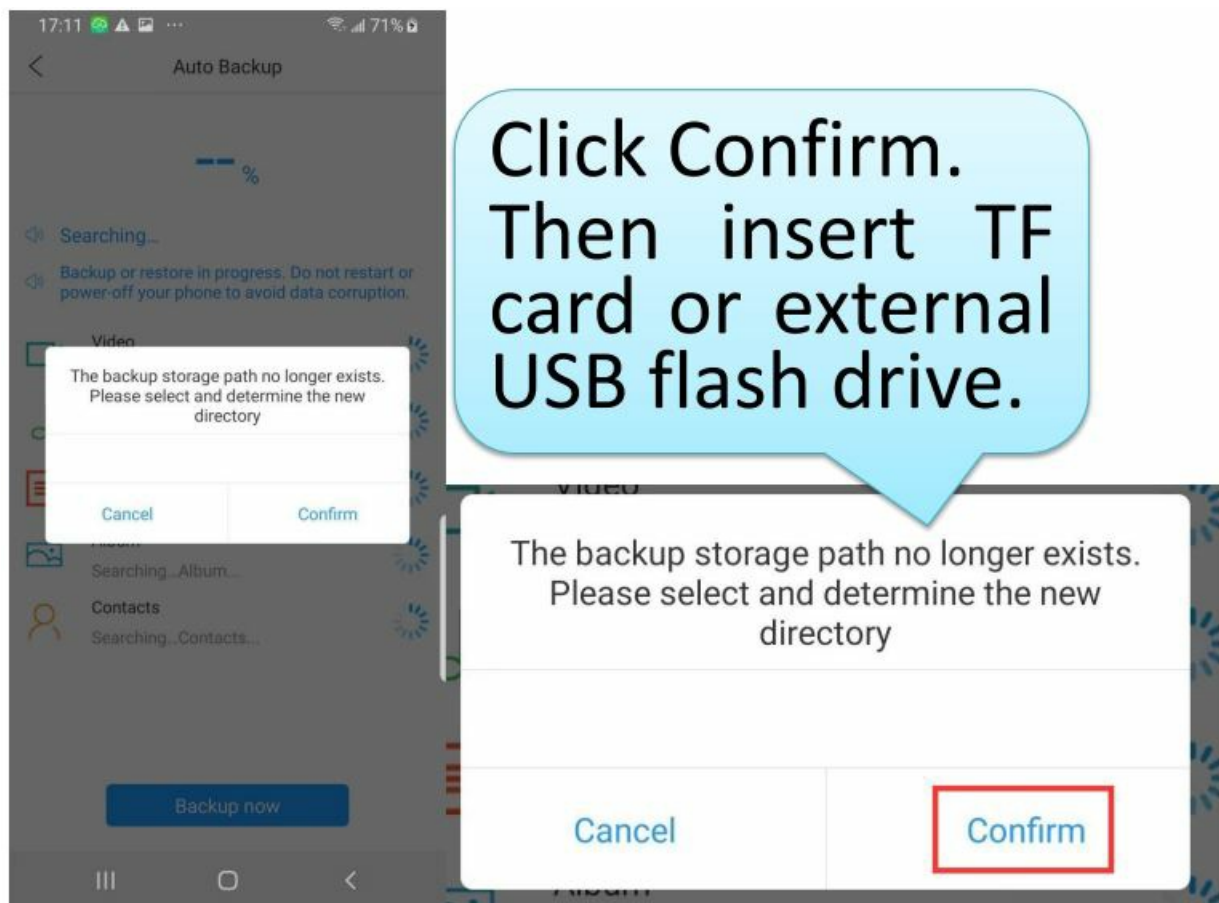 17:11
71%
Auto Backup
--%
Searching...
Backup or restore in progress. Do not restart or
power-off your phone to avoid data corruption.
Video
The backup storage path no longer exists.
Please select and determine the new
directory
Cancel Confirm
Album
Searching...Album...
Contacts
Searching...Contacts...
Backup now
Click Confirm.
Then insert TF
card or external
USB flash drive.
Video
The backup storage path no longer exists.
Please select and determine the new
directory
Cancel Confirm
Album